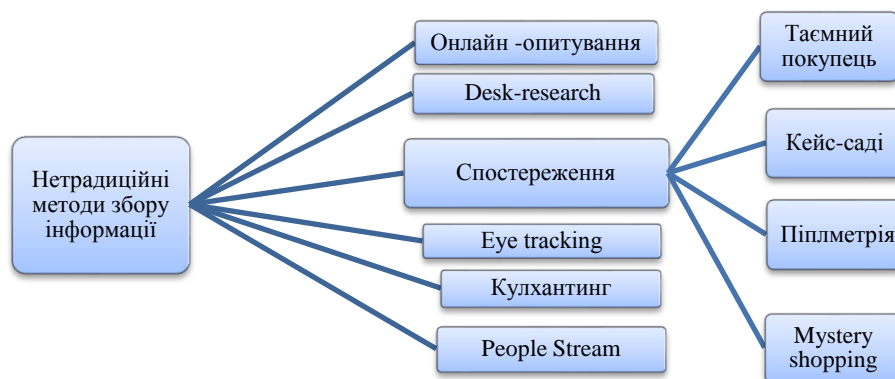 Нетрадиційні
методи збору
інформації
Онлайн -опитування
Desk-research
Спостереження
Eye tracking
Кулхантинг
People Stream
Таємний
покупець
Кейс-саді
Піплметрія
Mystery
shopping